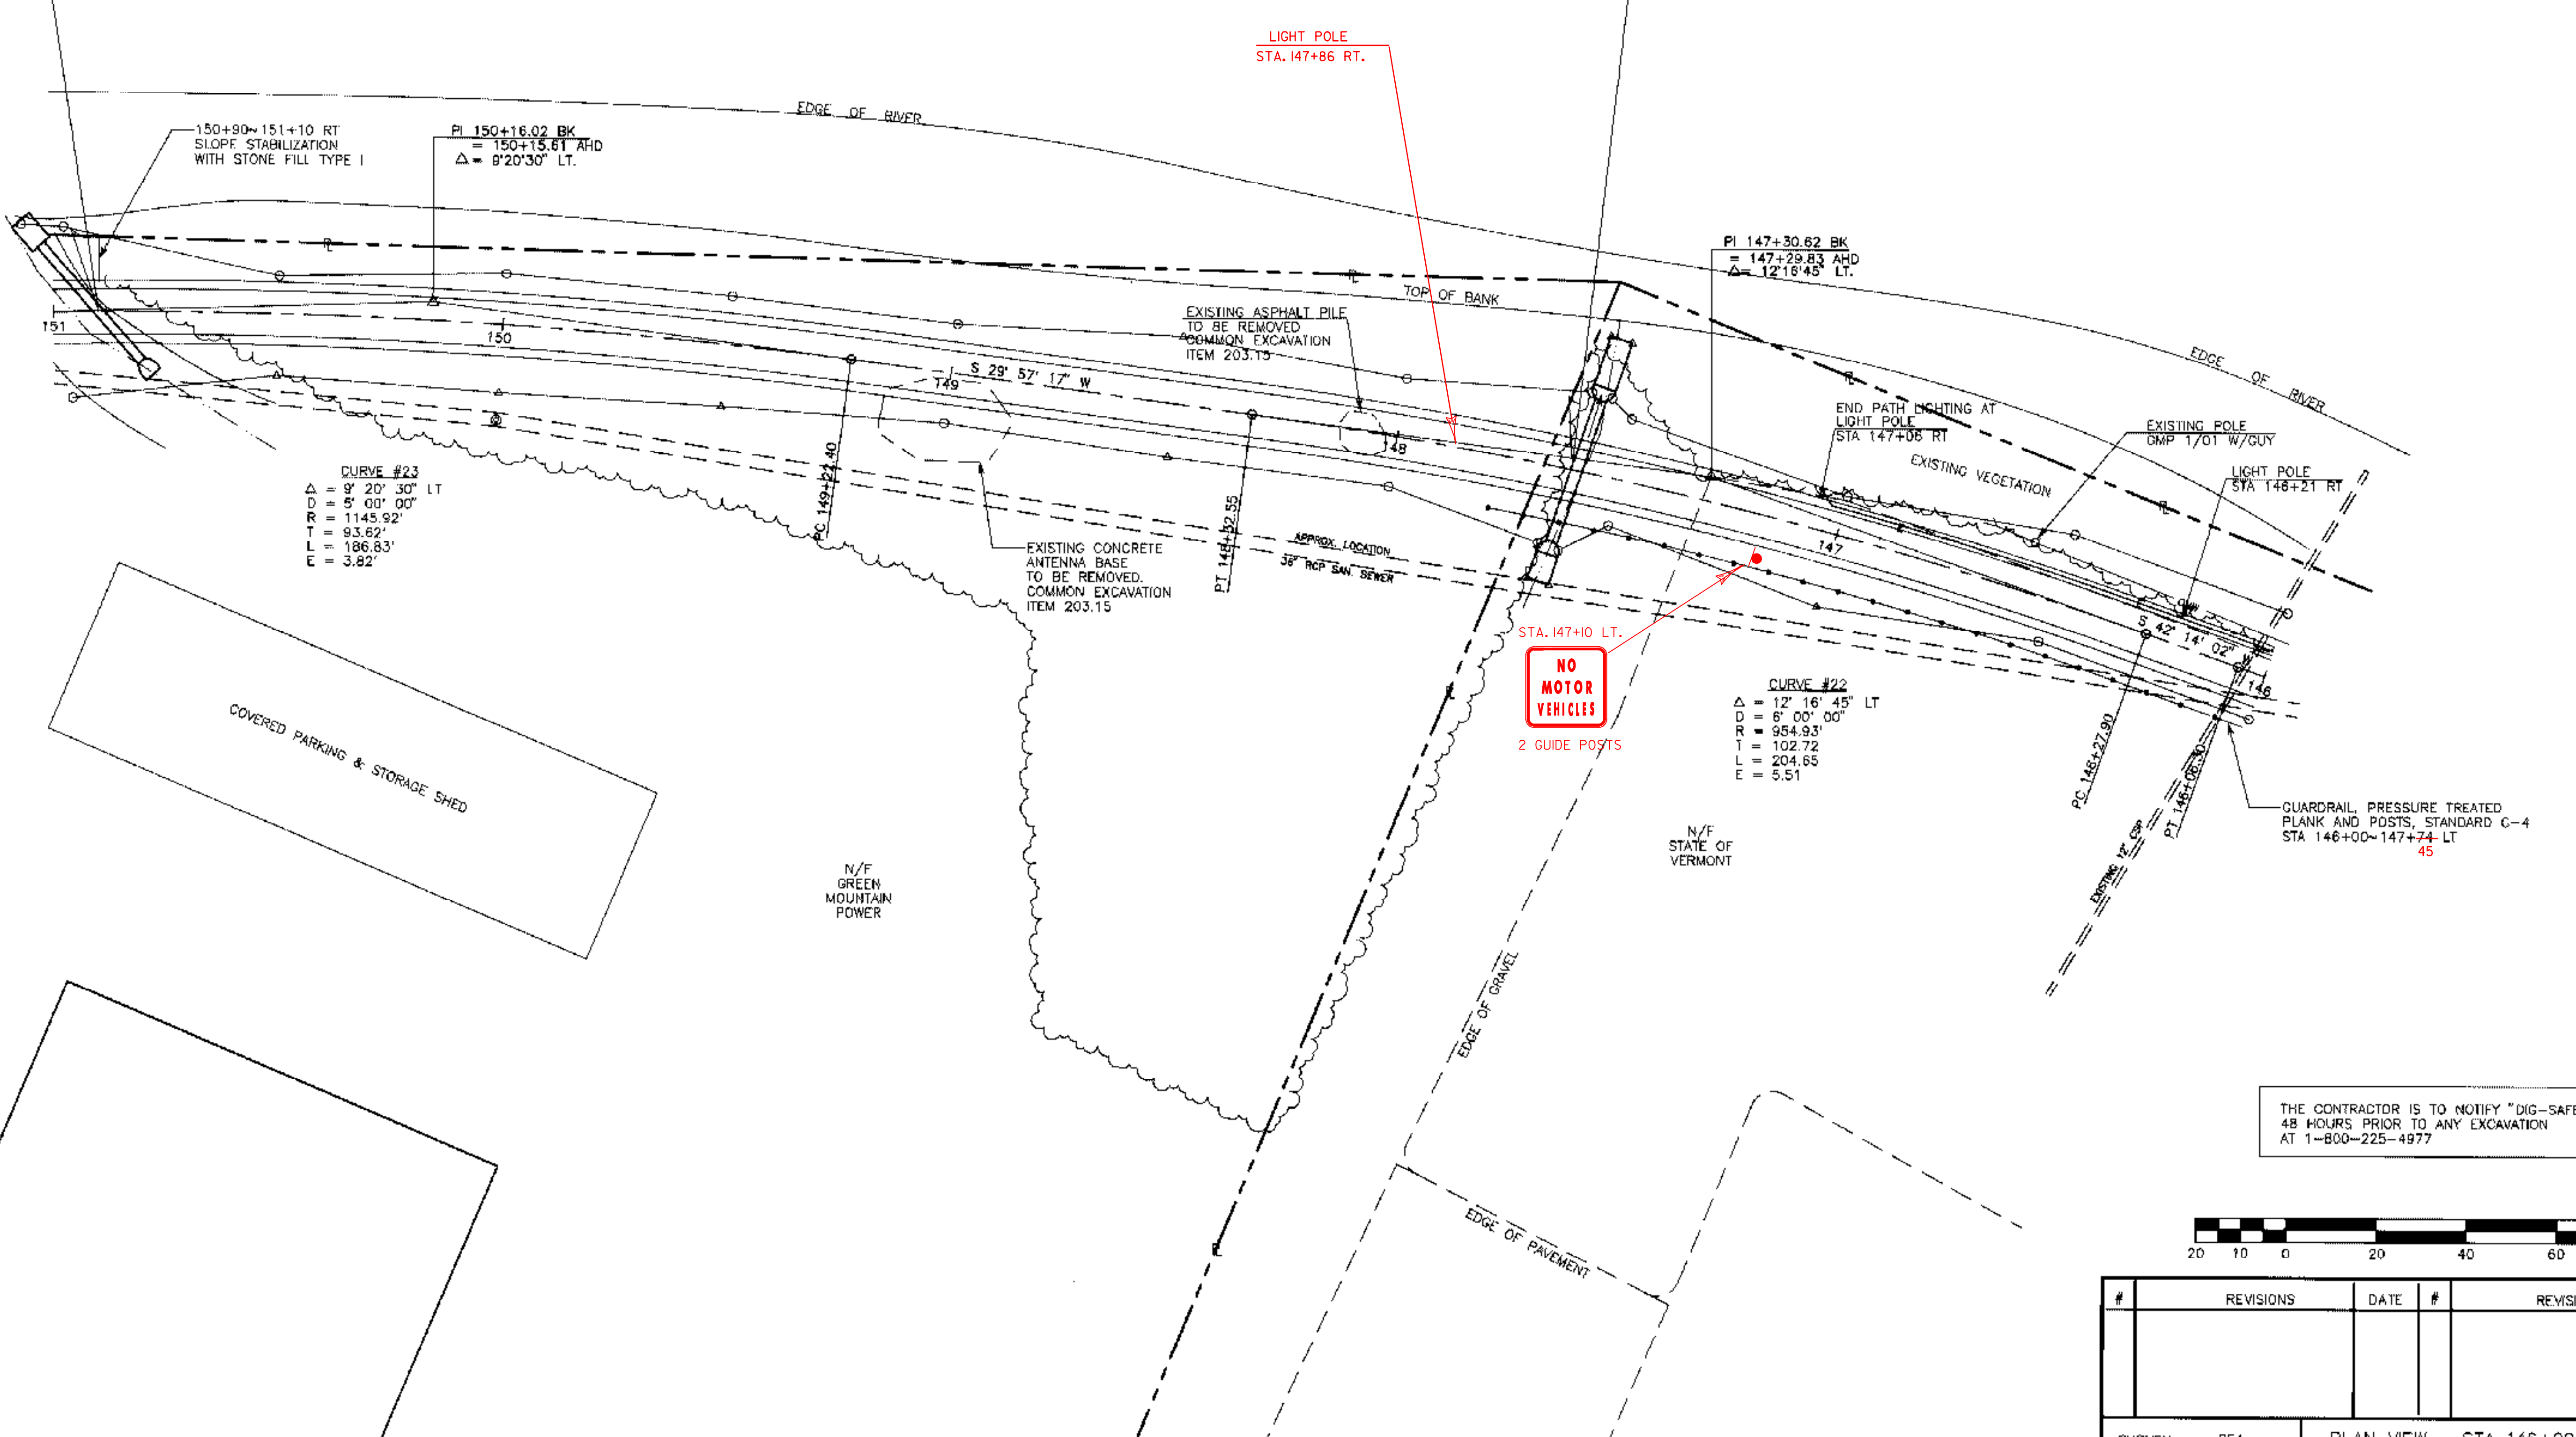 LIGHT POLE
STA. 147+86 RT.
EDGE OF RIVER
150+90~151+10 RT
SLOPE STABILIZATION
WITH STONE FILL TYPE I
PI 150+16.02 BK
= 150+15.61 AHD
Δ = 9°20'30" LT.
PI 147+30.62 BK
= 147+29.83 AHD
Δ= 12°16'45" LT.
TOP OF BANK
EXISTING ASPHALT PILE
TO BE REMOVED
COMMON EXCAVATION
ITEM 203.15
151
150
149
S 29° 57' 17" W
148
147
146
EDGE OF RIVER
END PATH LIGHTING AT
LIGHT POLE
STA 147+06 RT
EXISTING POLE
GMP 1/01 W/GUY
EXISTING VEGETATION
LIGHT POLE
STA 146+21 RT
CURVE #23
Δ = 9° 20' 30" LT
D = 5° 00' 00"
R = 1145.92'
T = 93.62'
L = 186.83'
E = 3.82'
PC 149+22.40
EXISTING CONCRETE
ANTENNA BASE
TO BE REMOVED.
COMMON EXCAVATION
ITEM 203.15
PT 148+32.55
APPROX. LOCATION
36" RCP SAN. SEWER
STA. 147+10 LT.
NO
MOTOR
VEHICLES
2 GUIDE POSTS
S 42° 14' 02" W
CURVE #22
Δ = 12° 16' 45" LT
D = 6° 00' 00"
R = 954.93'
T = 102.72
L = 204.65
E = 5.51
PC 146+27.90
PT 146+06.30
EXISTING 12" CSP
GUARDRAIL, PRESSURE TREATED
PLANK AND POSTS, STANDARD G-4
STA 146+00~147+74 LT
45
COVERED PARKING & STORAGE SHED
N/F
GREEN
MOUNTAIN
POWER
N/F
STATE OF
VERMONT
EDGE OF GRAVEL
EDGE OF PAVEMENT
THE CONTRACTOR IS TO NOTIFY "DIG-SAFE
48 HOURS PRIOR TO ANY EXCAVATION
AT 1-800-225-4977
20 10 0 20 40 60
# REVISIONS DATE # REVISI
PLAN VIEW STA 146+00